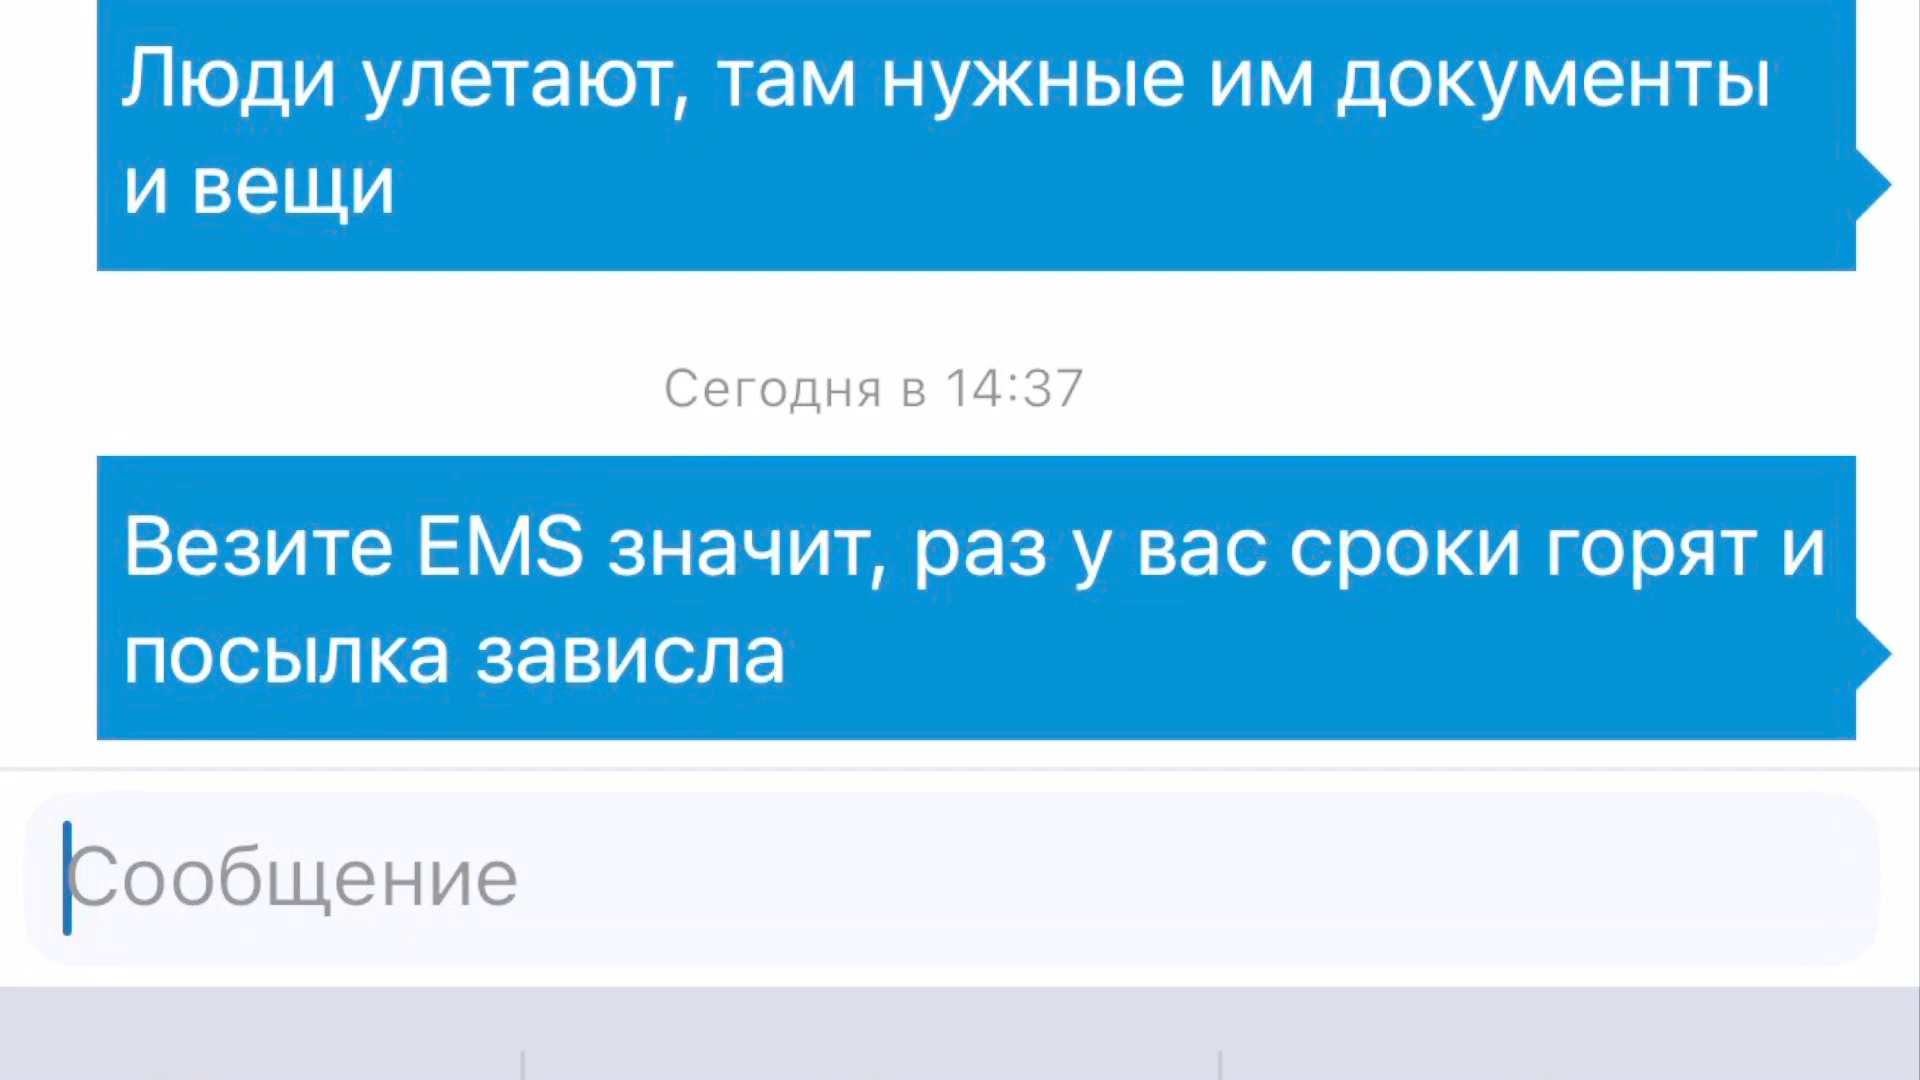 Люди улетают, там нужные им документы
и вещи
Сегодня в 14:37
Везите EMS значит, раз у вас сроки горят и
посылка зависла
Сообщение